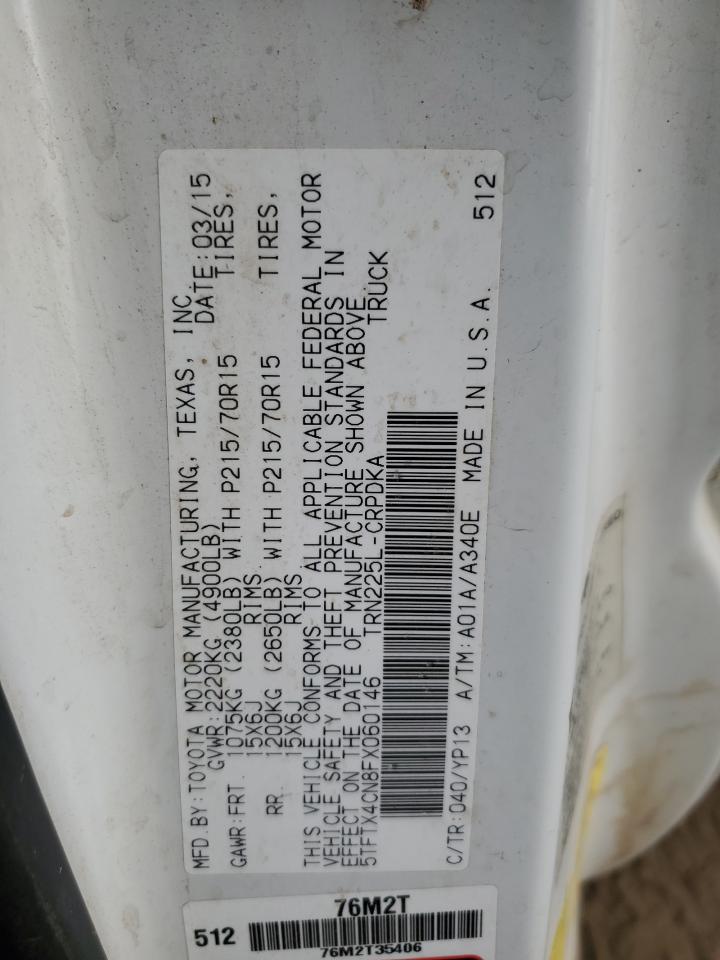 MFD. BY: TOYOTA MOTOR MANUFACTURING, TEXAS, INC.
GVWR: 2220KG (4900LB) DATE: 03/15
GAWR: FRT. 1075KG (2380LB) WITH P215/70R15 TIRES,
15X6J RIMS
RR. 1200KG (2650LB) WITH P215/70R15 TIRES,
15X6J RIMS
THIS VEHICLE CONFORMS TO ALL APPLICABLE FEDERAL MOTOR
VEHICLE SAFETY AND THEFT PREVENTION STANDARDS IN
EFFECT ON THE DATE OF MANUFACTURE SHOWN ABOVE.
5TFTX4CN8FX060146 TRN225L-CRPDKA TRUCK
C/TR: 040/YP13 A/TM: A01A/A340E MADE IN U.S.A. 512
76M2T
512
76M2T35406